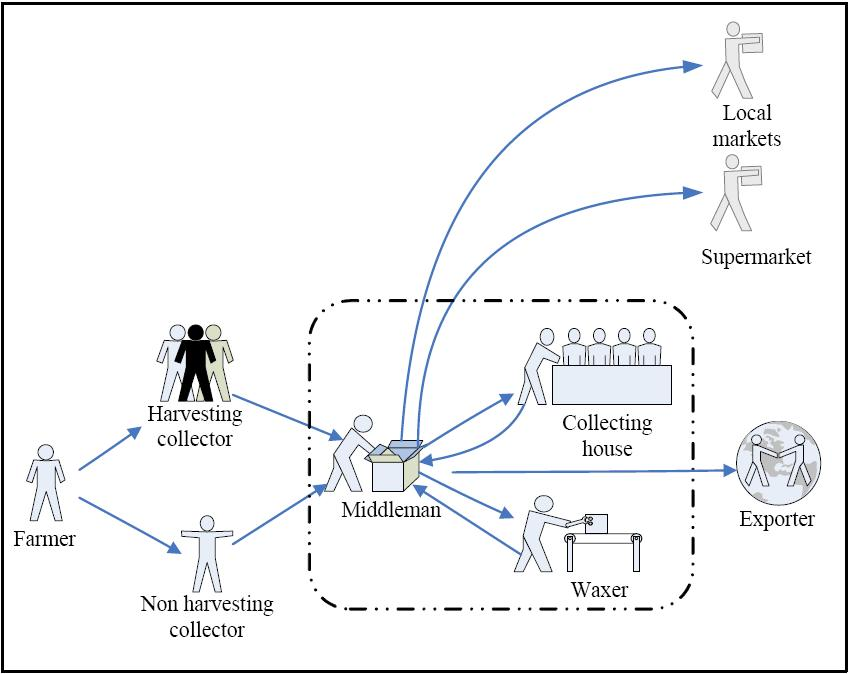 Local
markets
Supermarket
Harvesting
collector
Collecting
house
Farmer
Middleman
Exporter
Non harvesting
collector
Waxer